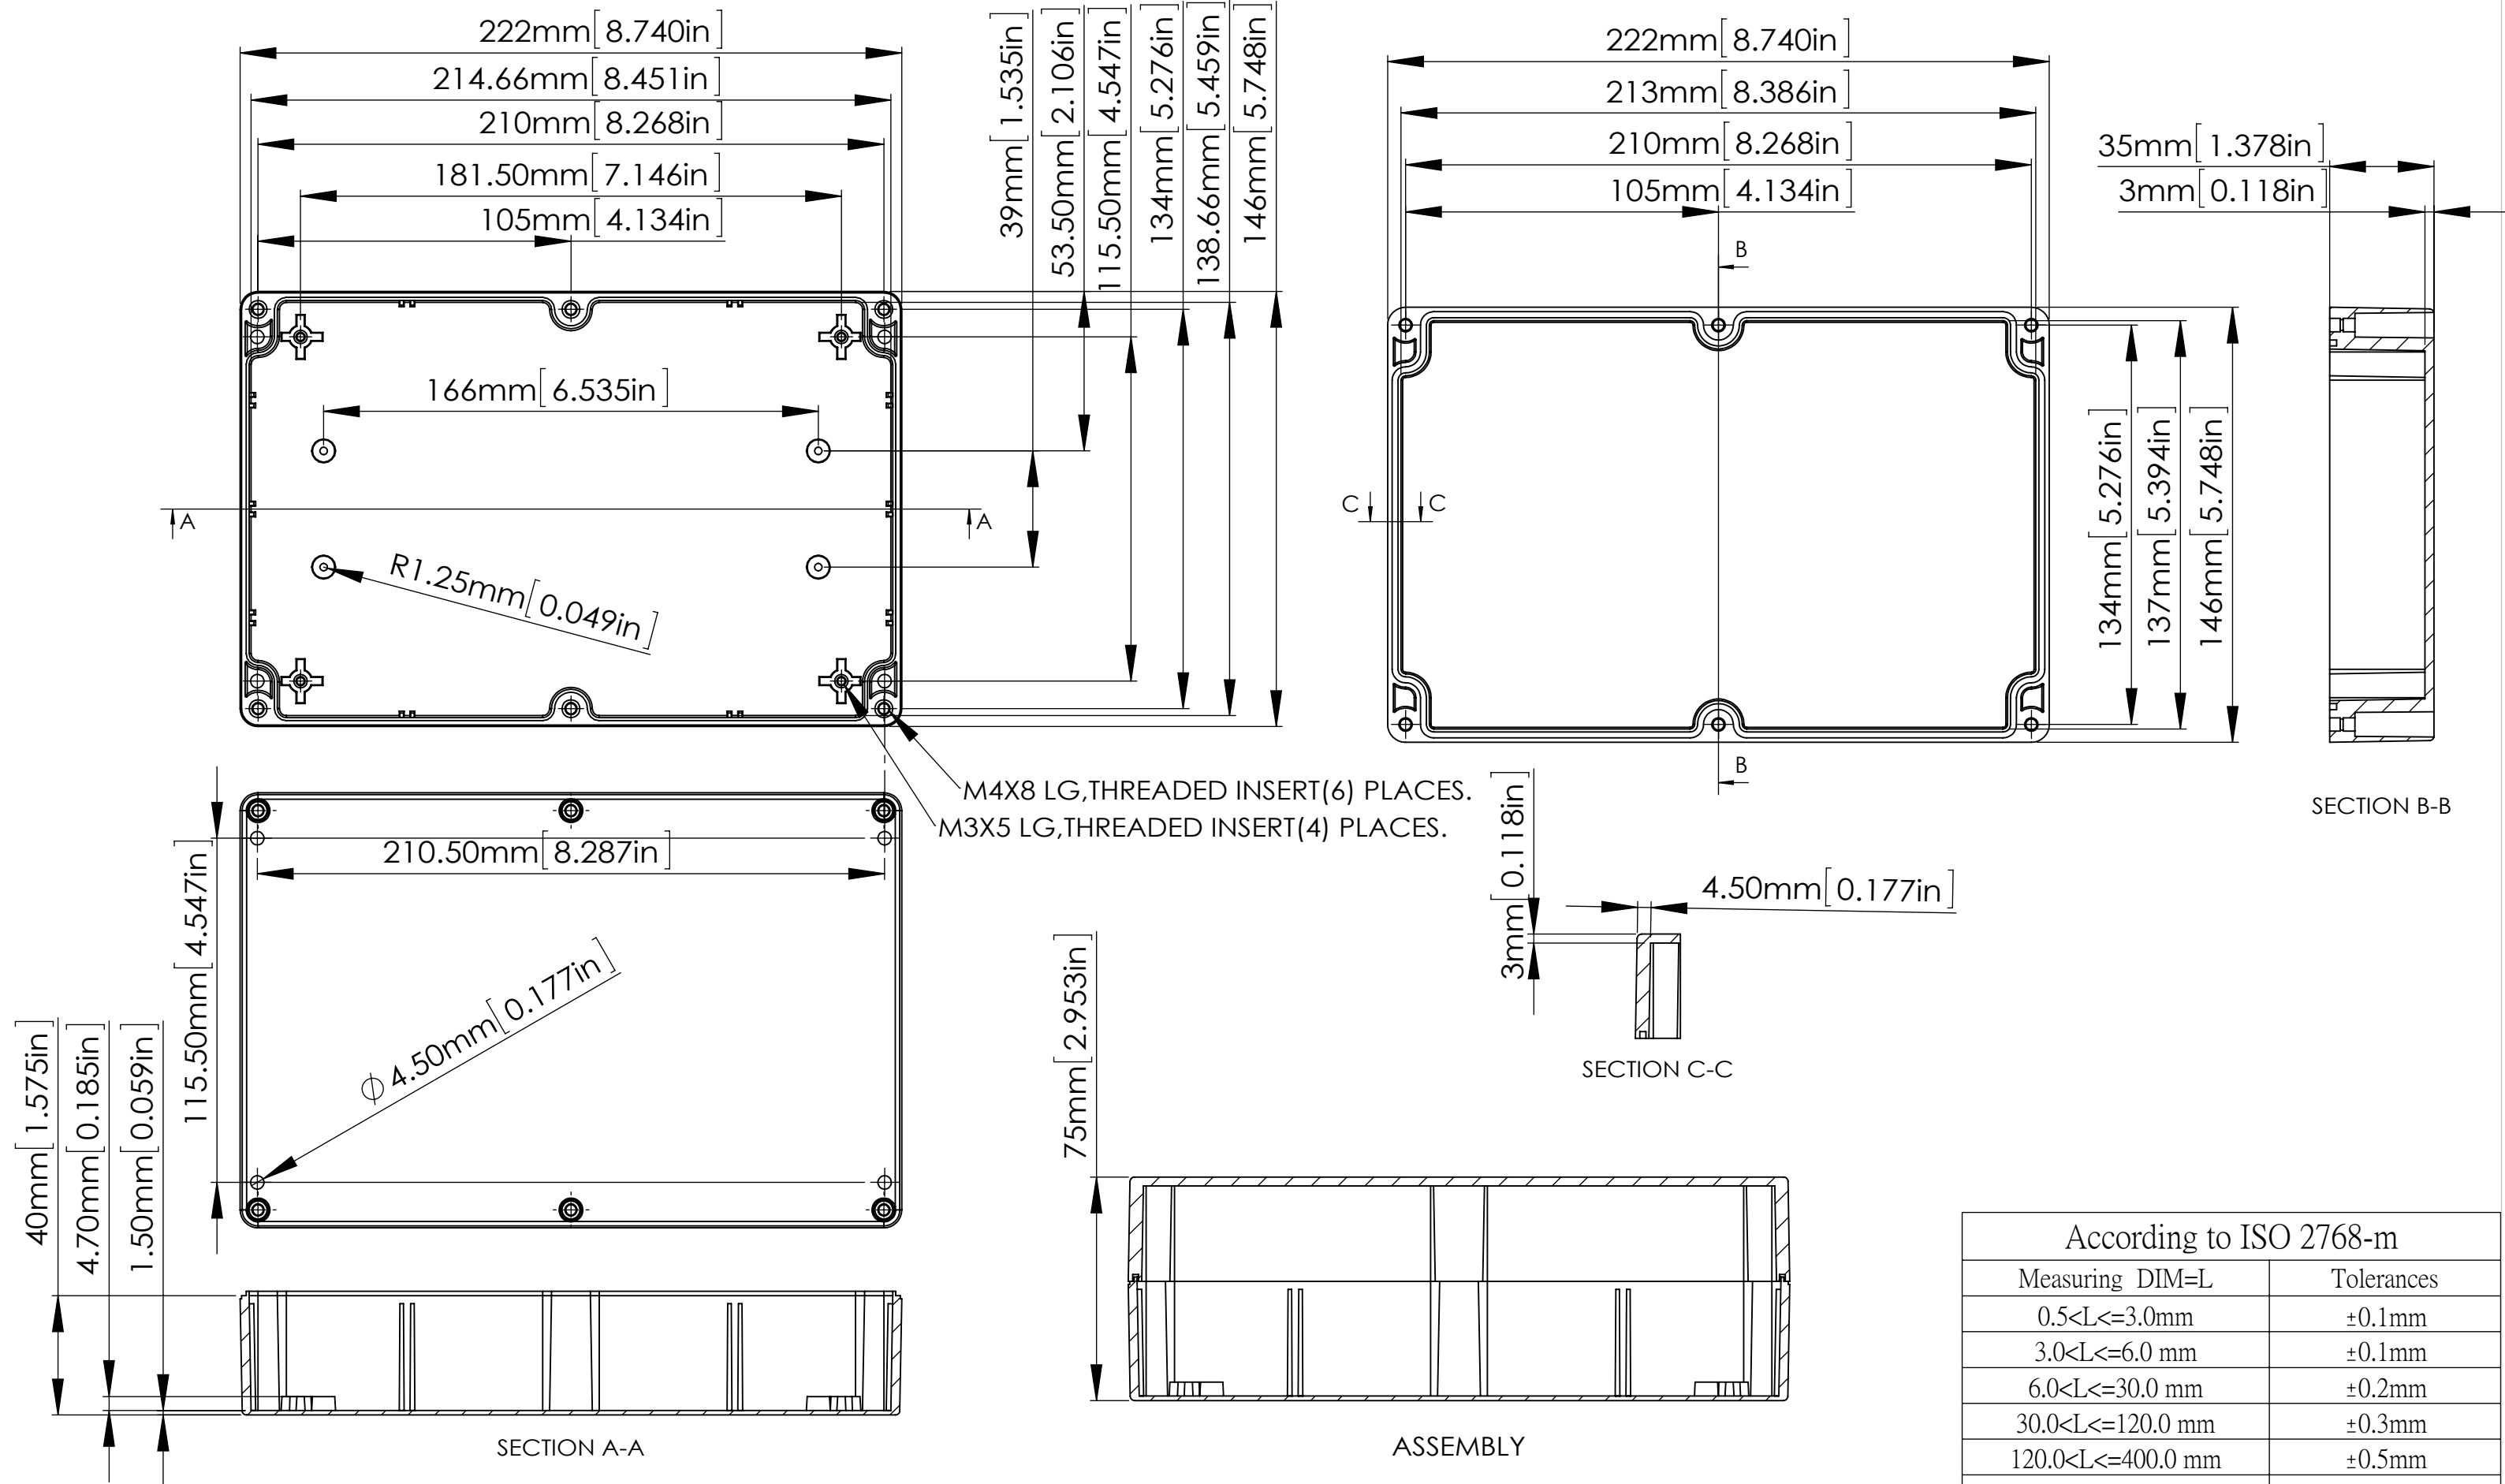 222mm[8.740in]
214.66mm[8.451in]
210mm[8.268in]
181.50mm[7.146in]
105mm[4.134in]
39mm[1.535in]
53.50mm[2.106in]
115.50mm[4.547in]
134mm[5.276in]
138.66mm[5.459in]
146mm[5.748in]
166mm[6.535in]
R1.25mm[0.049in]
A
A
M4X8 LG,THREADED INSERT(6) PLACES.
M3X5 LG,THREADED INSERT(4) PLACES.
222mm[8.740in]
213mm[8.386in]
210mm[8.268in]
105mm[4.134in]
B
C
C
134mm[5.276in]
137mm[5.394in]
146mm[5.748in]
B
35mm[1.378in]
3mm[0.118in]
SECTION B-B
210.50mm[8.287in]
115.50mm[4.547in]
ϕ 4.50mm[0.177in]
40mm[1.575in]
4.70mm[0.185in]
1.50mm[0.059in]
SECTION A-A
3mm[0.118in]
4.50mm[0.177in]
SECTION C-C
75mm[2.953in]
ASSEMBLY
According to ISO 2768-m
Measuring DIM=L Tolerances
0.5<L<=3.0mm ±0.1mm
3.0<L<=6.0 mm ±0.1mm
6.0<L<=30.0 mm ±0.2mm
30.0<L<=120.0 mm ±0.3mm
120.0<L<=400.0 mm ±0.5mm